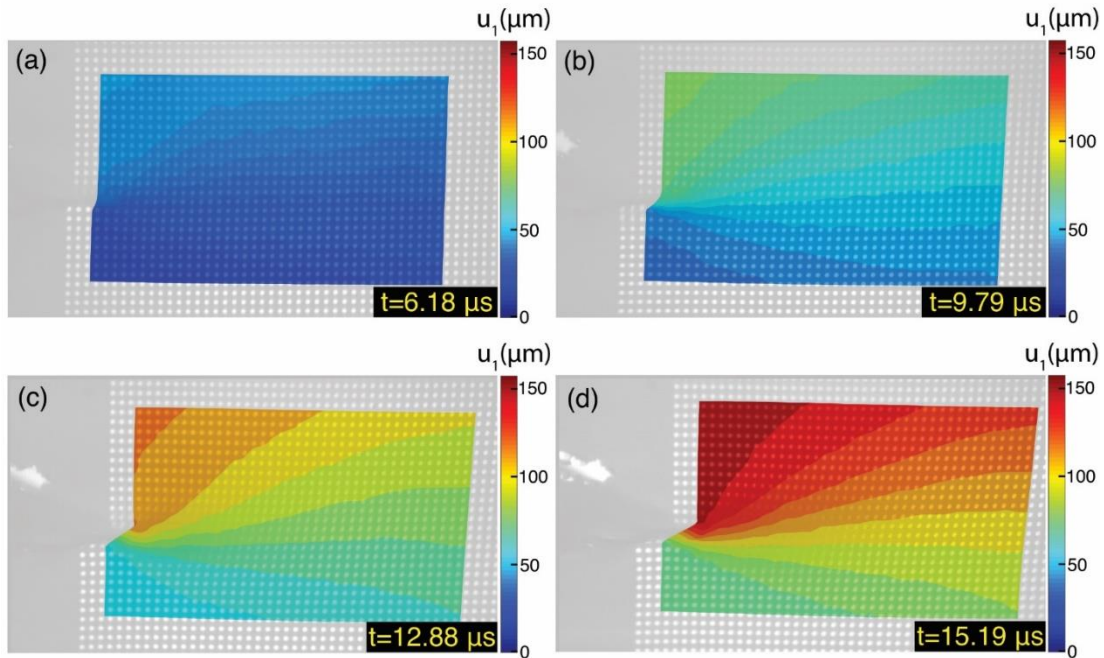 u₁(µm)
(a)
150
100
50
0
t=6.18 µs
u₁(µm)
(b)
150
100
50
0
t=9.79 µs
u₁(µm)
(c)
150
100
50
0
t=12.88 µs
u₁(µm)
(d)
150
100
50
0
t=15.19 µs